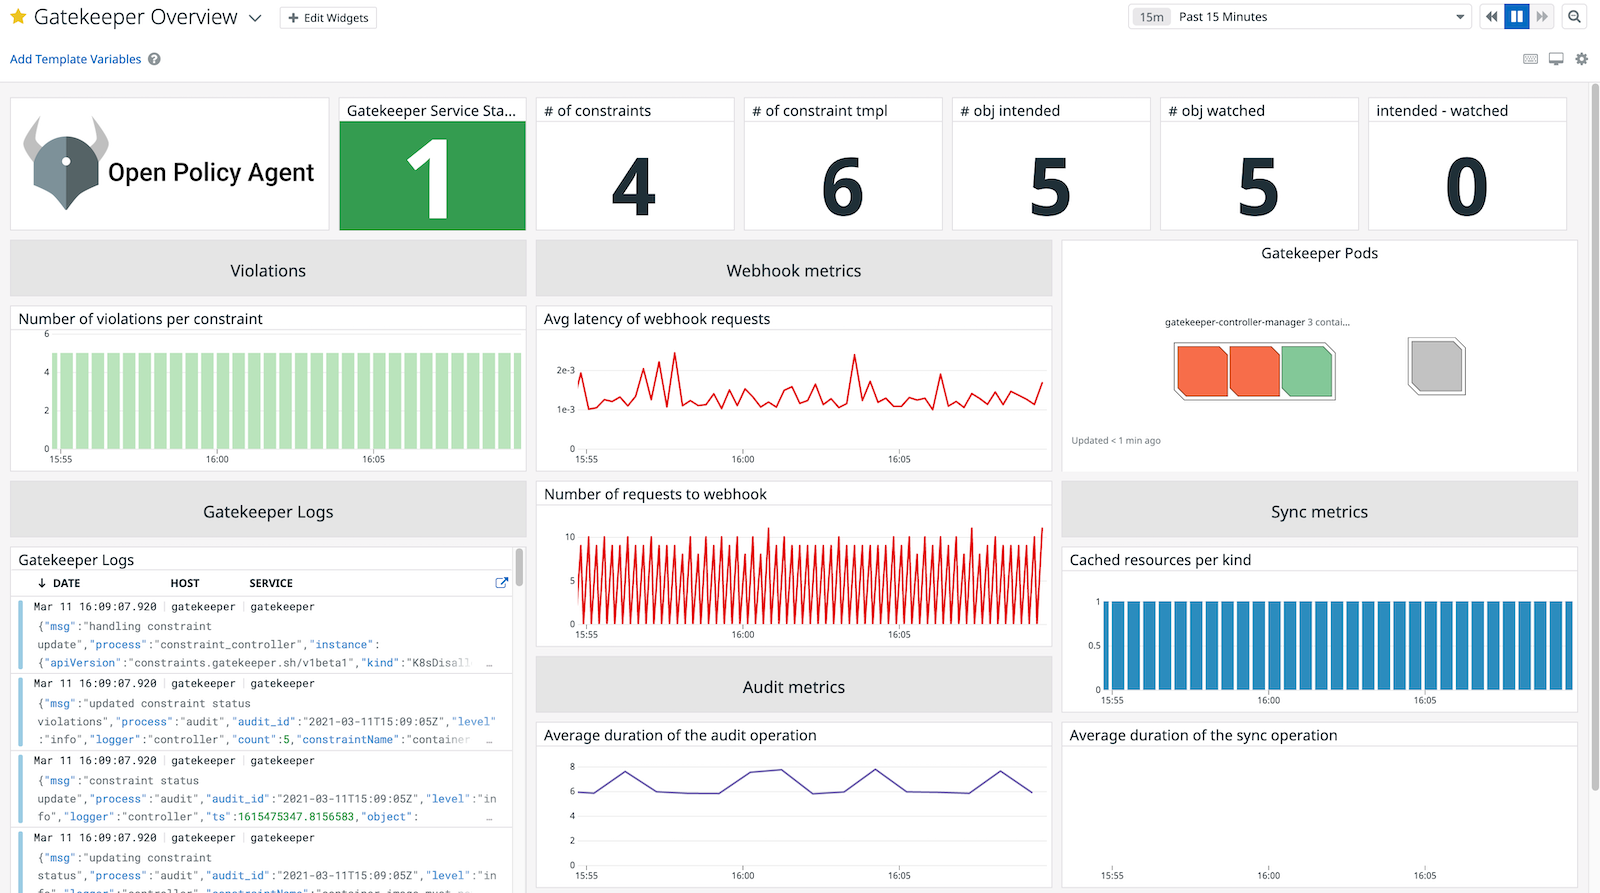 Gatekeeper Overview
Edit Widgets
15m Past 15 Minutes
Add Template Variables
Open Policy Agent
Gatekeeper Service Sta...
1
# of constraints
4
# of constraint tmpl
6
# obj intended
5
# obj watched
5
intended - watched
0
Violations
Number of violations per constraint
6
4
2
0
15:55 16:00 16:05
Gatekeeper Logs
Gatekeeper Logs
DATE HOST SERVICE
Mar 11 16:09:07.920 gatekeeper gatekeeper
{"msg":"handling constraint
update","process":"constraint_controller","instance":
{"apiVersion":"constraints.gatekeeper.sh/v1beta1","kind":"K8sDisall …
Mar 11 16:09:07.920 gatekeeper gatekeeper
{"msg":"updated constraint status
violations","process":"audit","audit_id":"2021-03-11T15:09:05Z","level"
:"info","logger":"controller","count":5,"constraintName":"container …
Mar 11 16:09:07.920 gatekeeper gatekeeper
{"msg":"constraint status
update","process":"audit","audit_id":"2021-03-11T15:09:05Z","level":"in
fo","logger":"controller","ts":1615475347.8156583,"object": …
Mar 11 16:09:07.920 gatekeeper gatekeeper
{"msg":"updating constraint
status","process":"audit","audit_id":"2021-03-11T15:09:05Z","level":"in
Webhook metrics
Avg latency of webhook requests
2e-3
1e-3
0
15:55 16:00 16:05
Number of requests to webhook
10
5
0
15:55 16:00 16:05
Audit metrics
Average duration of the audit operation
8
6
4
2
0
15:55 16:00 16:05
Gatekeeper Pods
gatekeeper-controller-manager 3 contai...
Updated < 1 min ago
Sync metrics
Cached resources per kind
1
0.5
0
15:55 16:00 16:05
Average duration of the sync operation
15:55 16:00 16:05